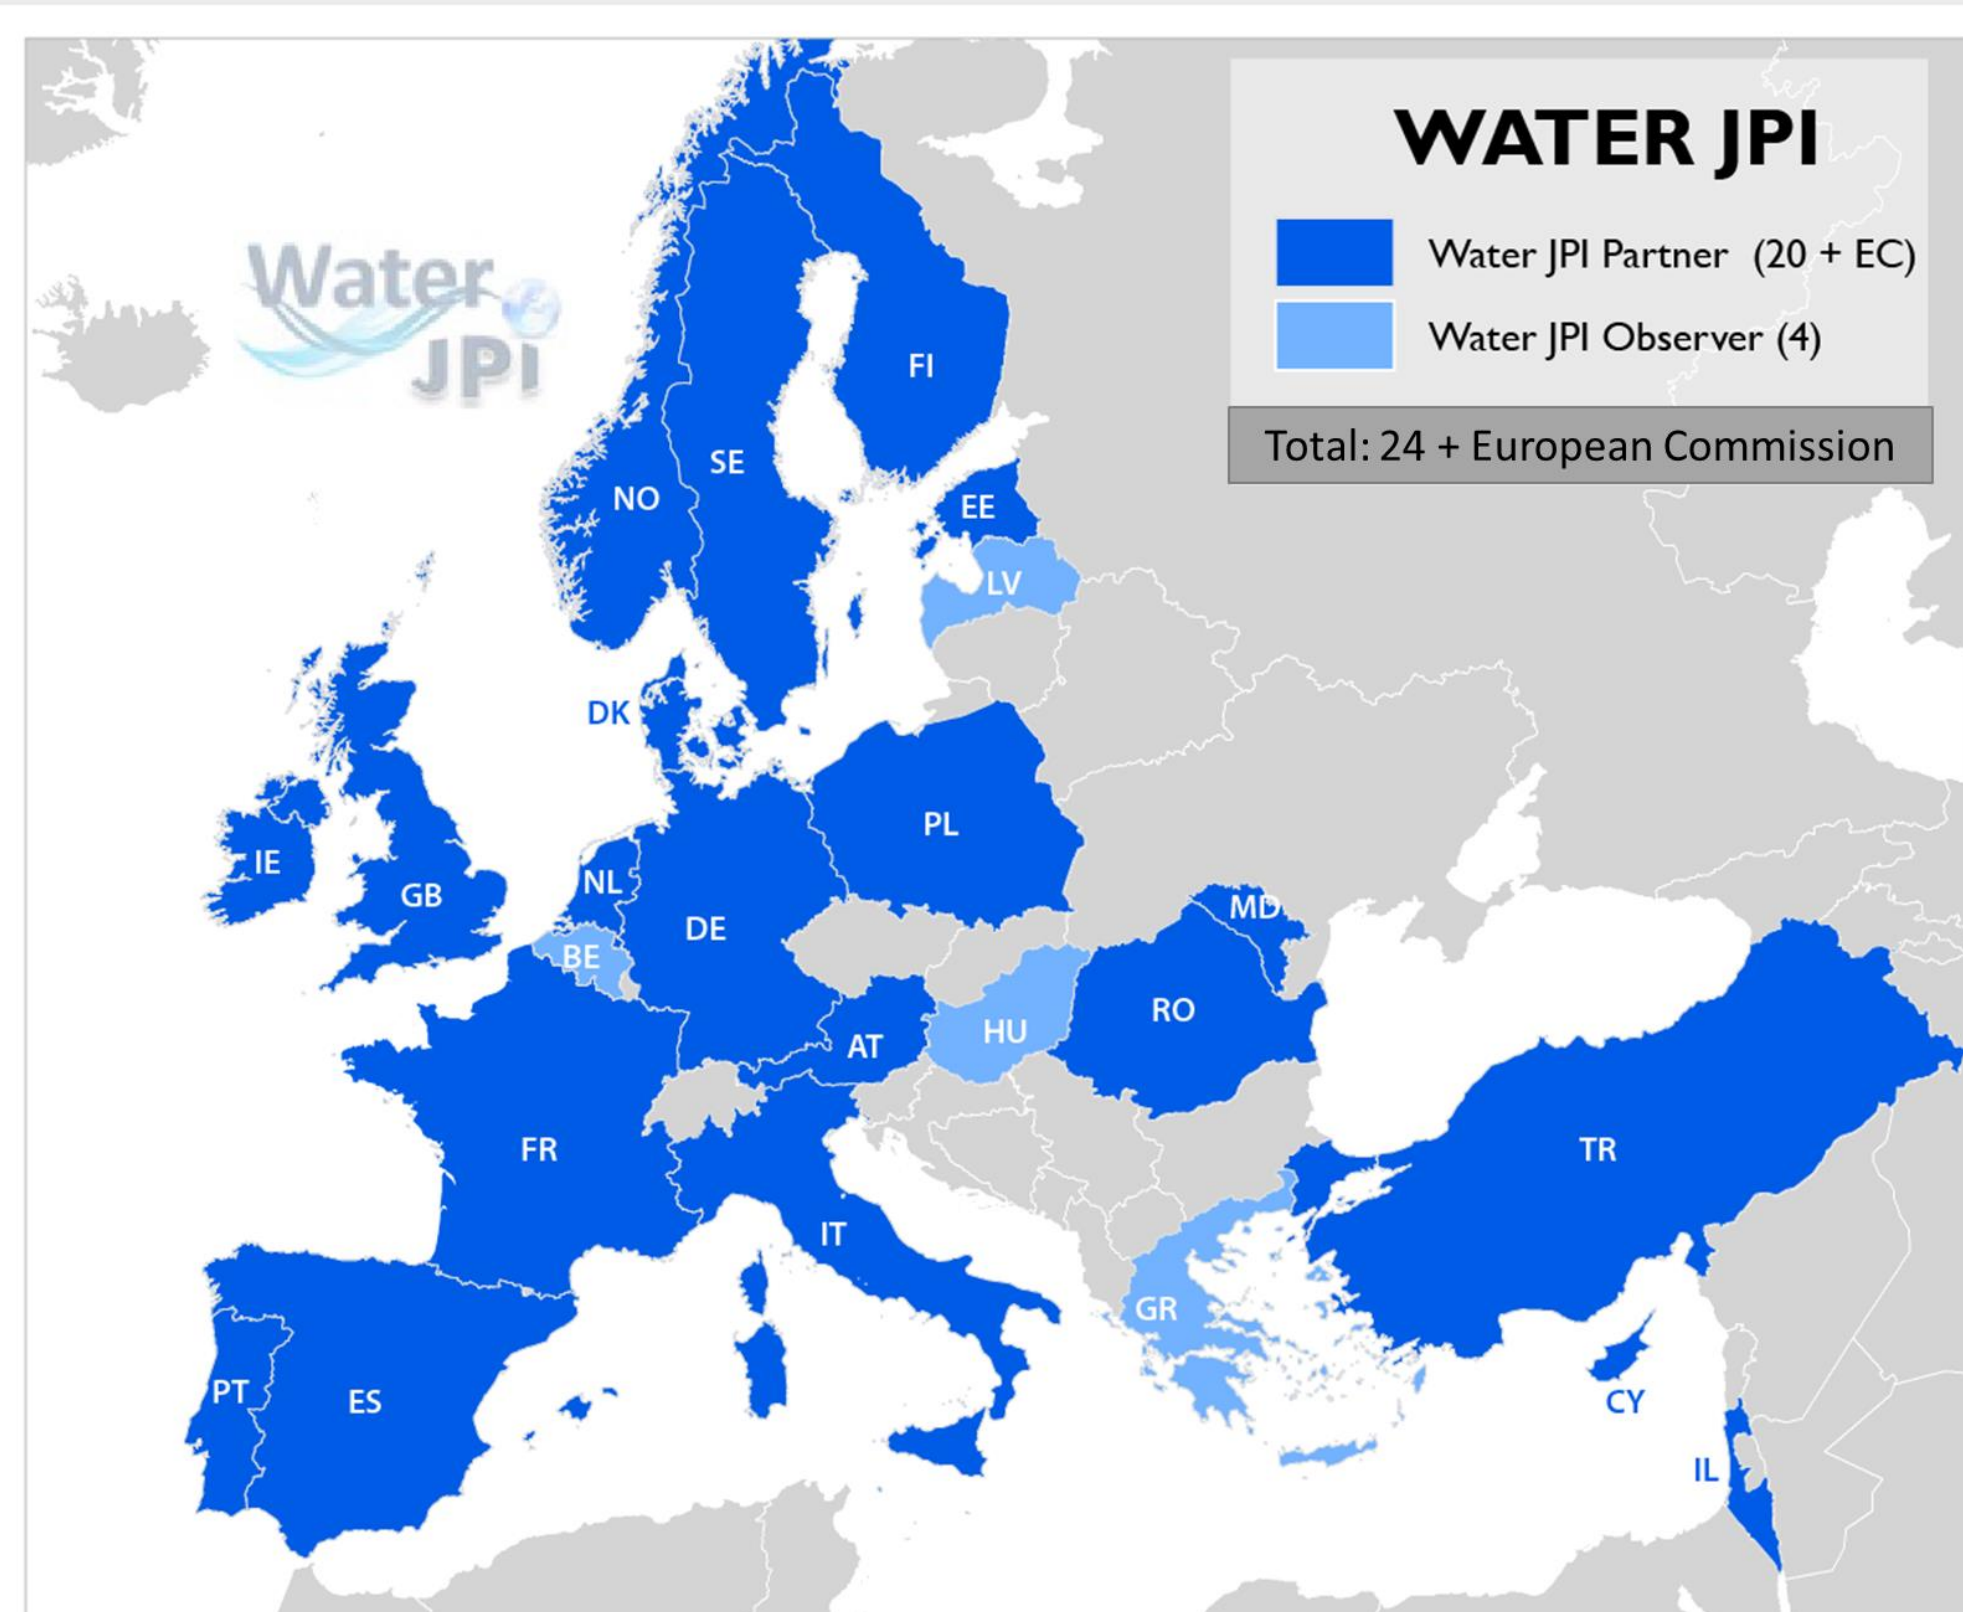 WATER JPI
Water JPI Partner (20 + EC)
Water JPI Observer (4)
Total: 24 + European Commission
Water
JPI
FI
SE
NO
EE
LV
DK
PL
IE
NL
GB
MD
DE
BE
RO
HU
AT
FR
TR
IT
GR
PT
ES
CY
IL